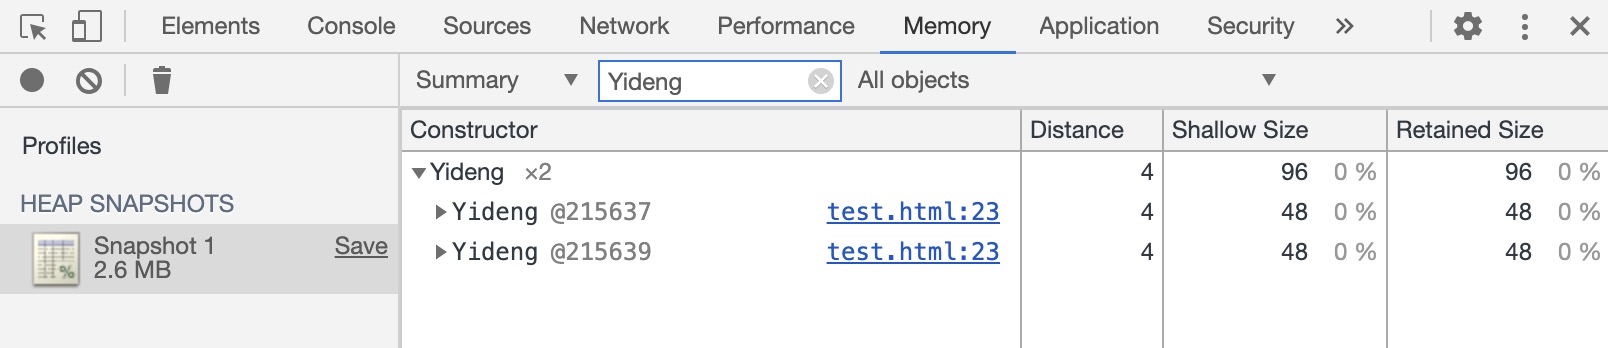 Elements Console Sources Network Performance Memory Application Security »
Summary ▼ Yideng All objects ▼
Profiles
HEAP SNAPSHOTS
Snapshot 1 Save
2.6 MB
Constructor Distance Shallow Size Retained Size
▼Yideng ×2 4 96 0 % 96 0 %
▶Yideng @215637 test.html:23 4 48 0 % 48 0 %
▶Yideng @215639 test.html:23 4 48 0 % 48 0 %